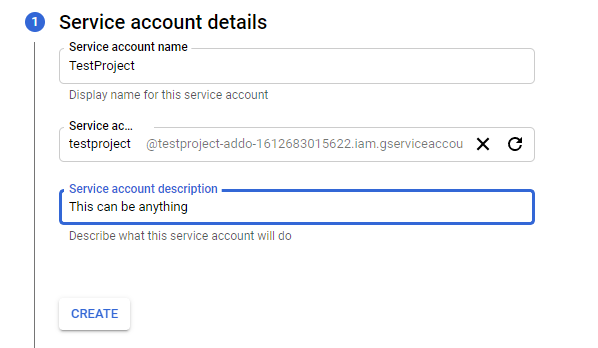 1 Service account details
Service account name
TestProject
Display name for this service account
Service ac...
testproject @testproject-addo-1612683015622.iam.gserviceaccou
Service account description
This can be anything
Describe what this service account will do
CREATE